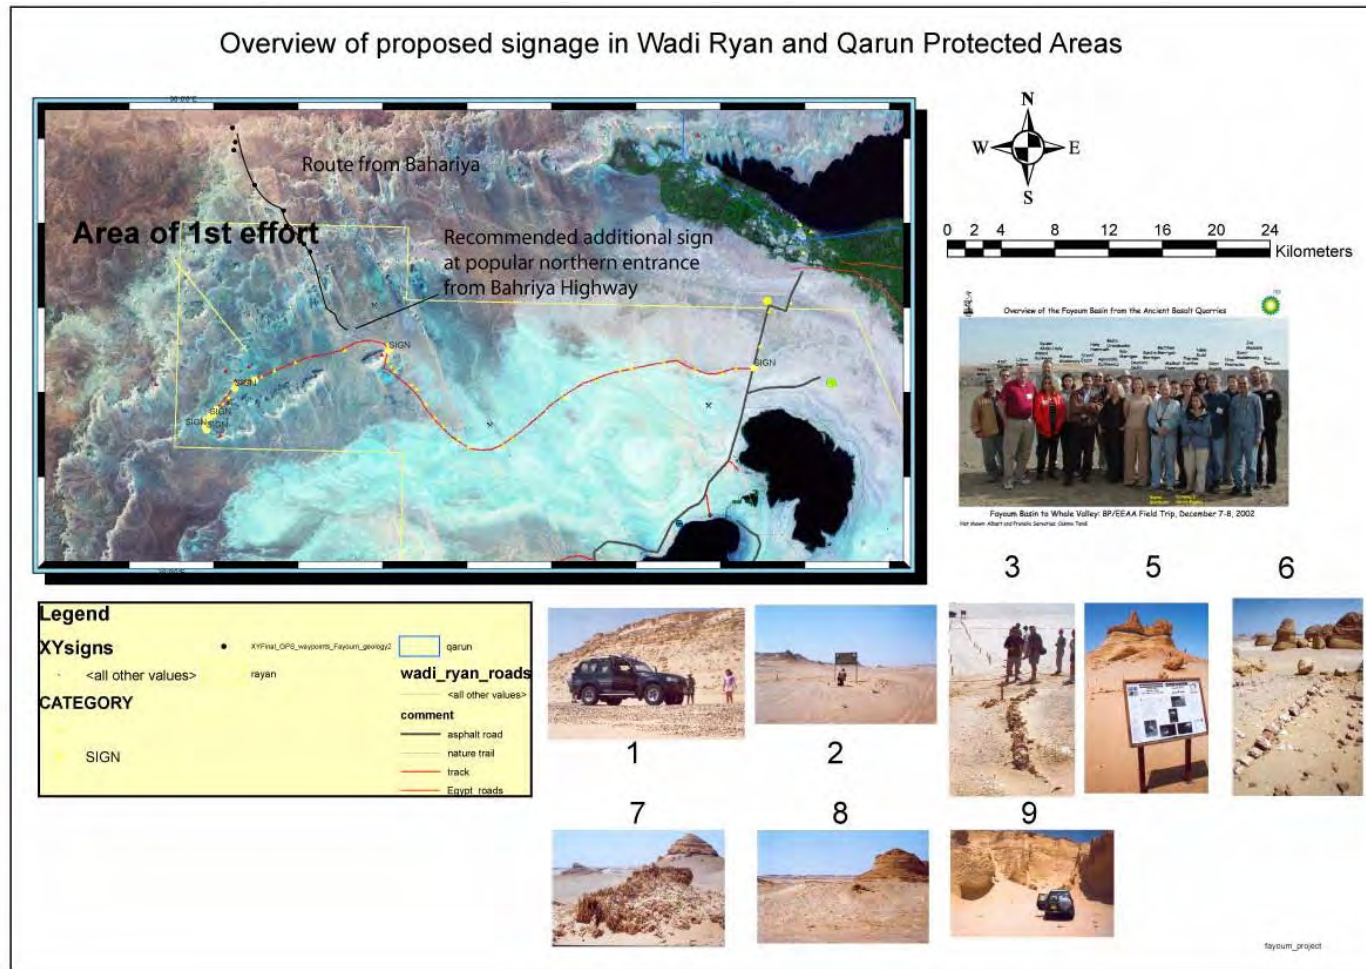 Overview of proposed signage in Wadi Ryan and Qarun Protected Areas
Route from Bahariya
Area of 1st effort
Recommended additional sign
at popular northern entrance
from Bahriya Highway
SIGN
SIGN
SIGN
SIGN
SIGN
SIGN
N
W
E
S
0 2 4 8 12 16 20 24
Kilometers
Overview of the Fayoum Basin from the Ancient Basalt Quarries
Fayoum Basin to Whale Valley: BP/EEAA Field Trip, December 7-8, 2002
3
5
6
Legend
XYsigns
<all other values>
CATEGORY
SIGN
XYFinal_GPS_waypoints_Fayoum_geology2
rayan
qarun
wadi_ryan_roads
<all other values>
comment
asphalt road
nature trail
track
Egypt_roads
1
2
7
8
9
fayoum_project